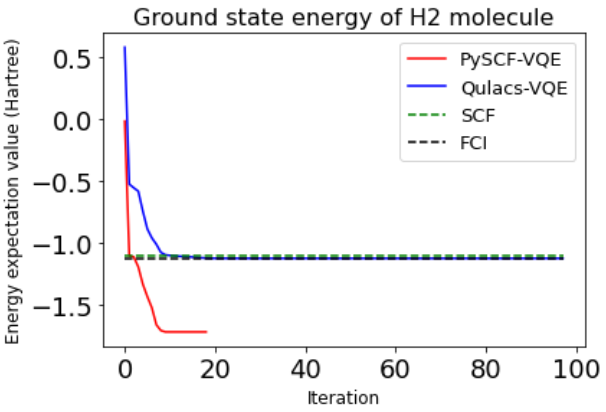 Ground state energy of H2 molecule
Energy expectation value (Hartree)
0.5
0.0
−0.5
−1.0
−1.5
PySCF-VQE
Qulacs-VQE
SCF
FCI
0 20 40 60 80 100
Iteration